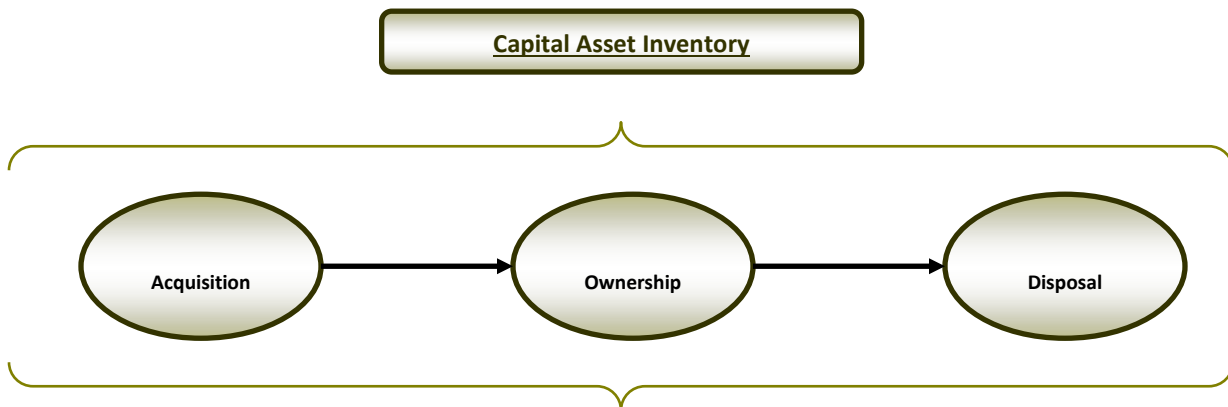 Capital Asset Inventory
Acquisition
Ownership
Disposal